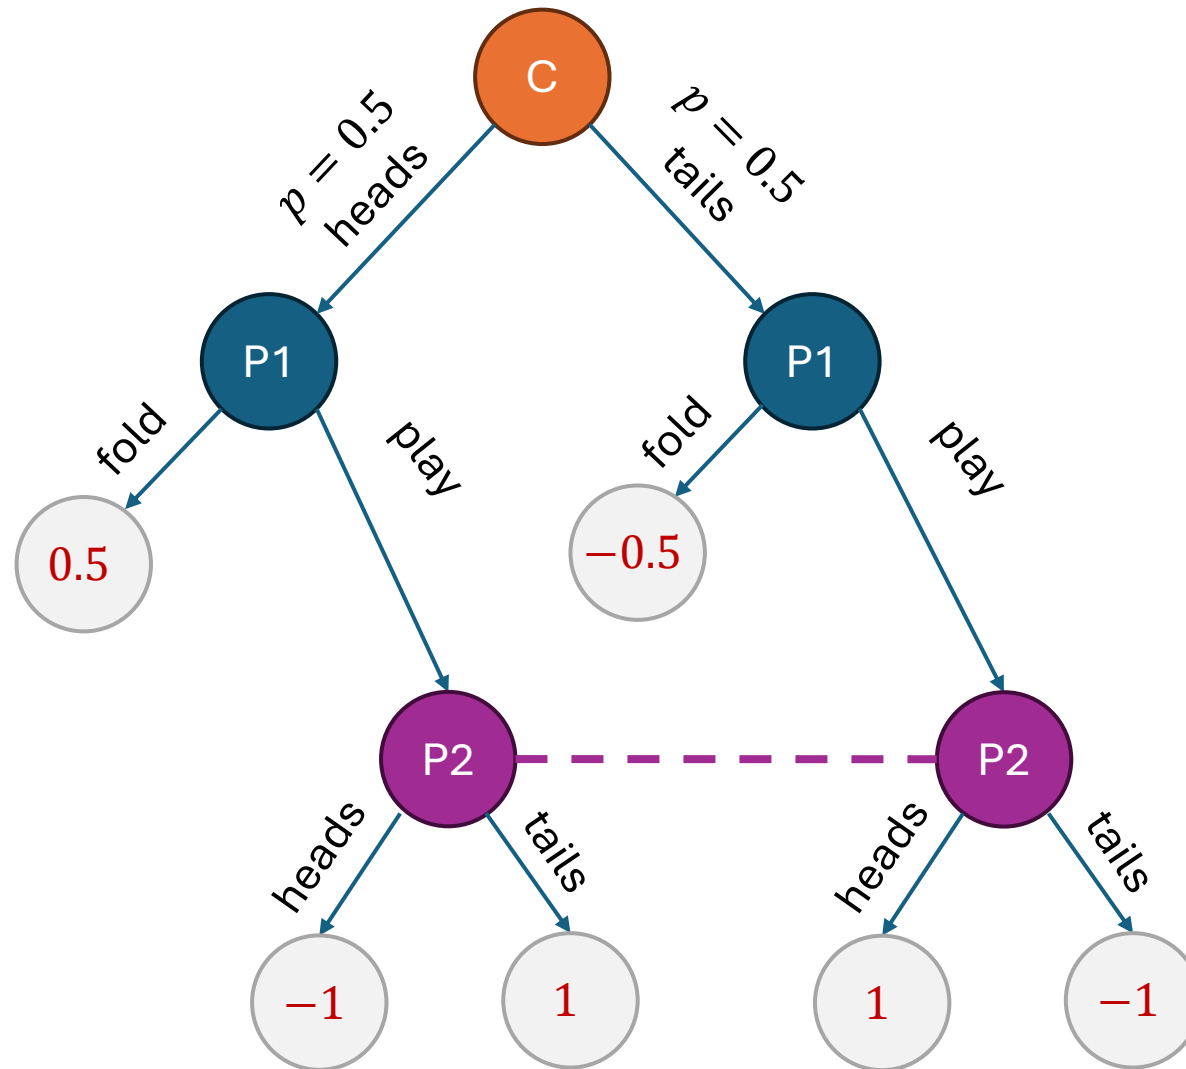 C
p = 0.5
heads
p = 0.5
tails
P1
P1
fold
play
fold
play
0.5
−0.5
P2
P2
heads
tails
heads
tails
−1
1
1
−1